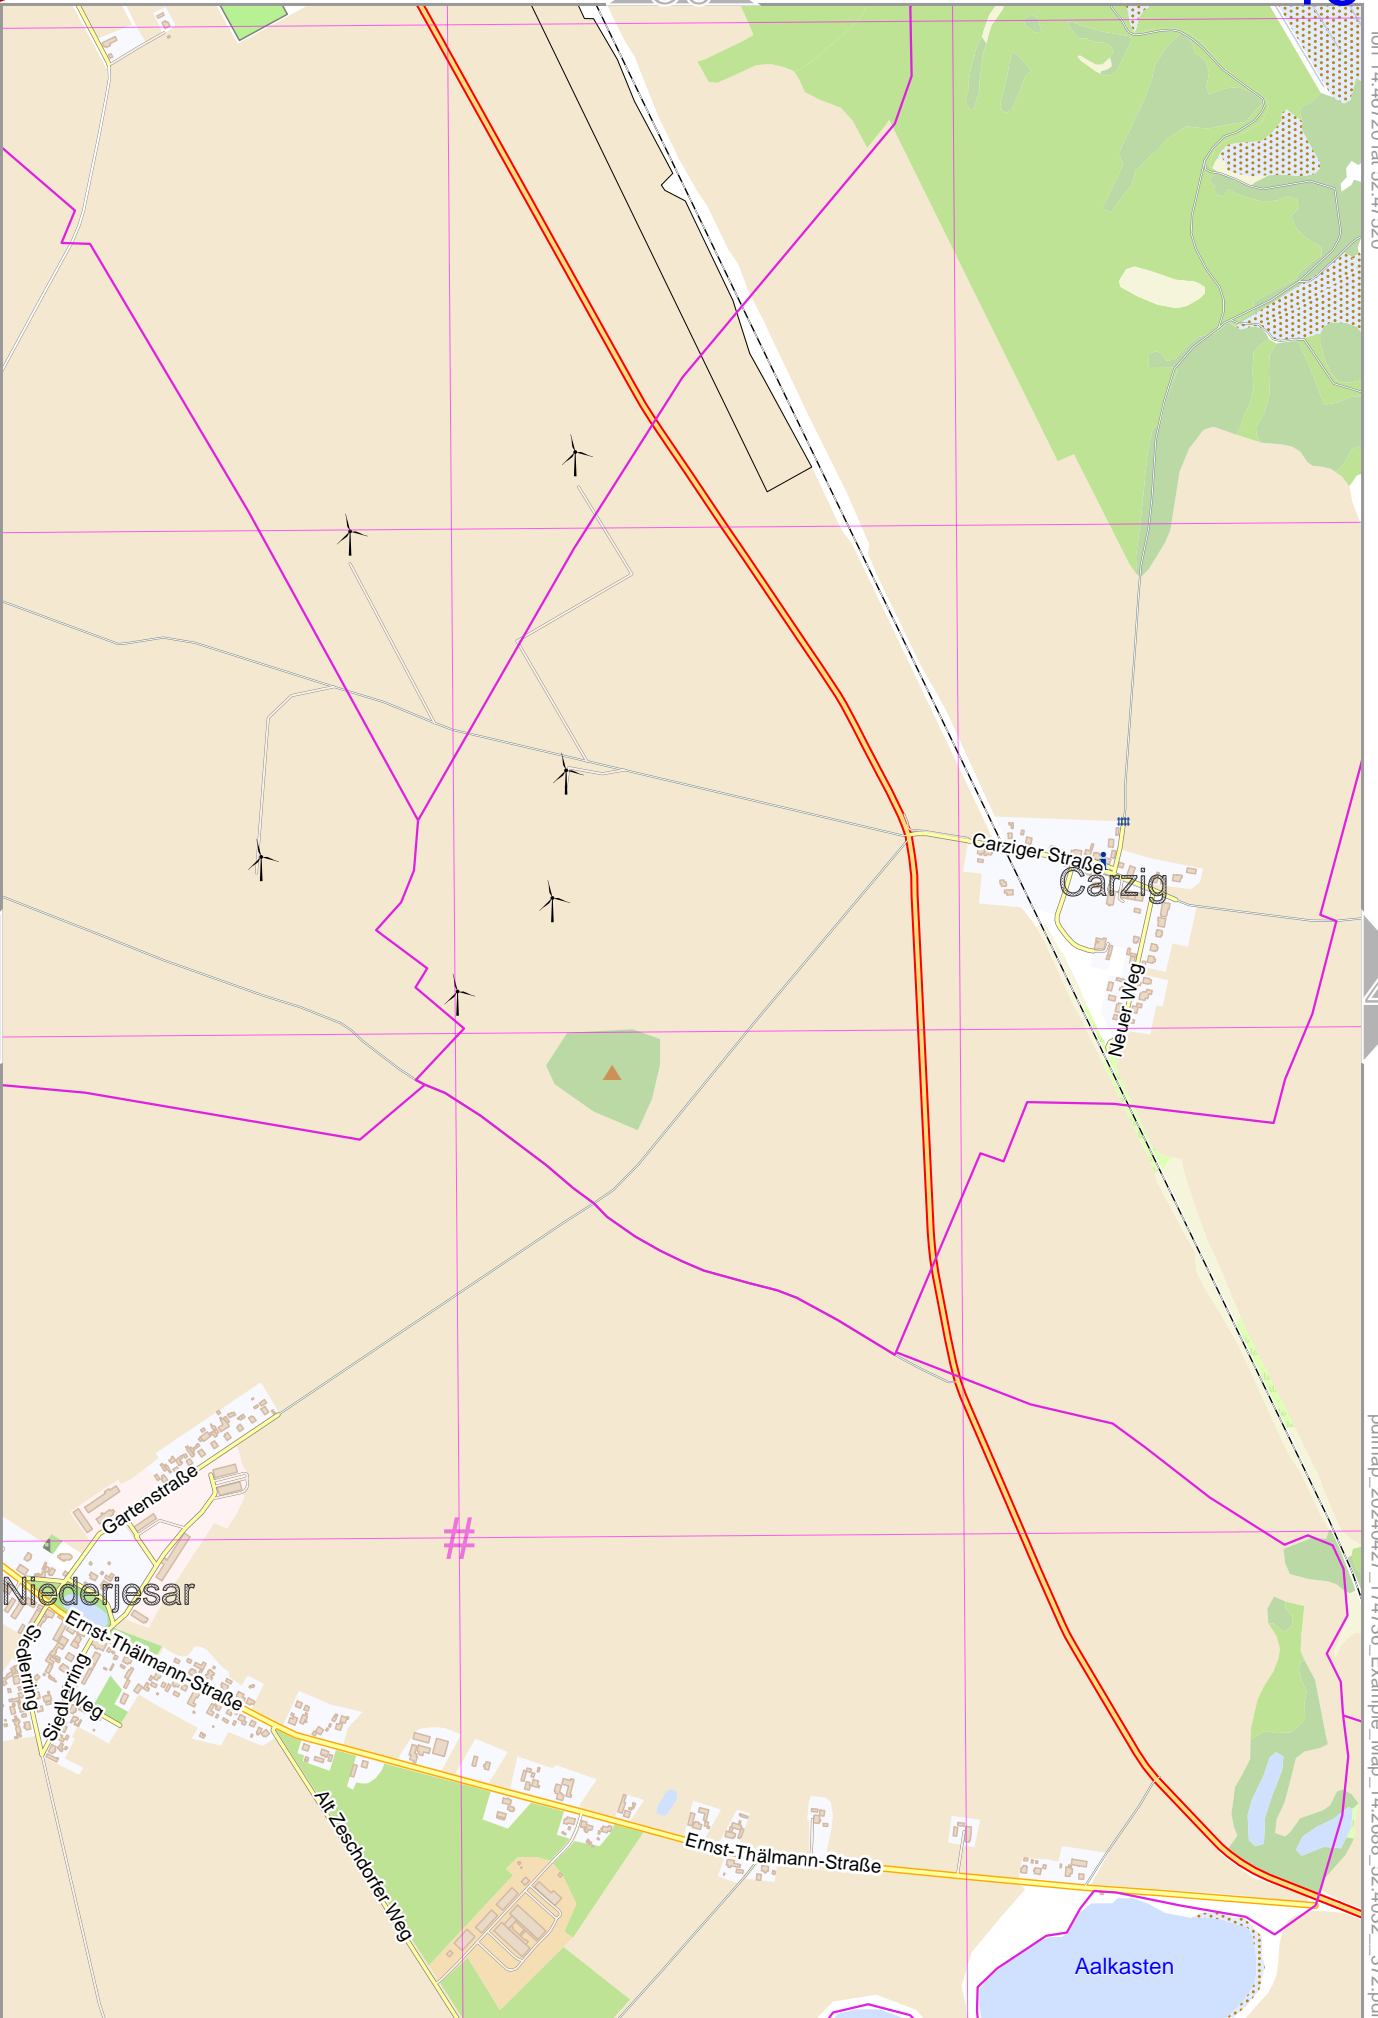 Carziger Straße
Carzig
Neuer Weg
Gartenstraße
#
Niederjesar
Ernst-Thälmann-Straße
Siedlerring
Siedlerring
Weg
Alt Zeschdorfer Weg
Ernst-Thälmann-Straße
Aalkasten